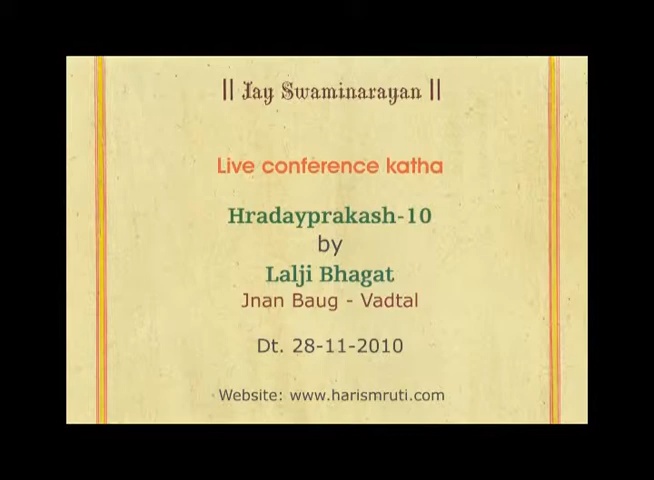 || Jay Swaminarayan ||
Live conference katha
Hradayprakash-10
by
Lalji Bhagat
Jnan Baug - Vadtal
Dt. 28-11-2010
Website: www.harismruti.com